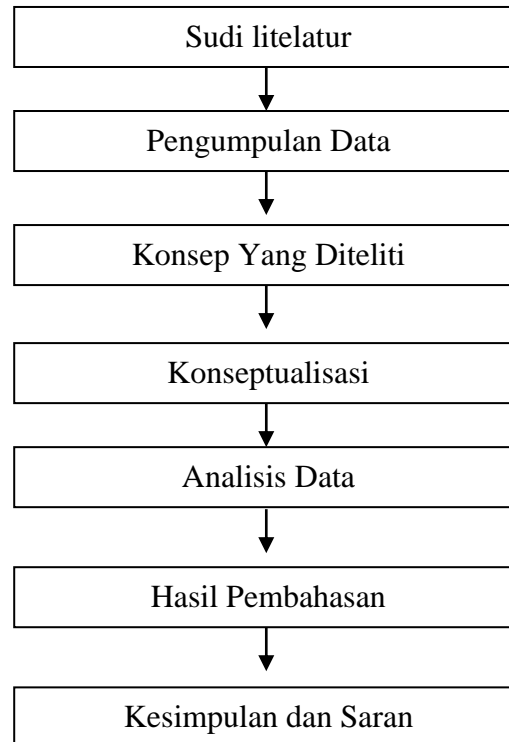 Sudi litelatur
Pengumpulan Data
Konsep Yang Diteliti
Konseptualisasi
Analisis Data
Hasil Pembahasan
Kesimpulan dan Saran